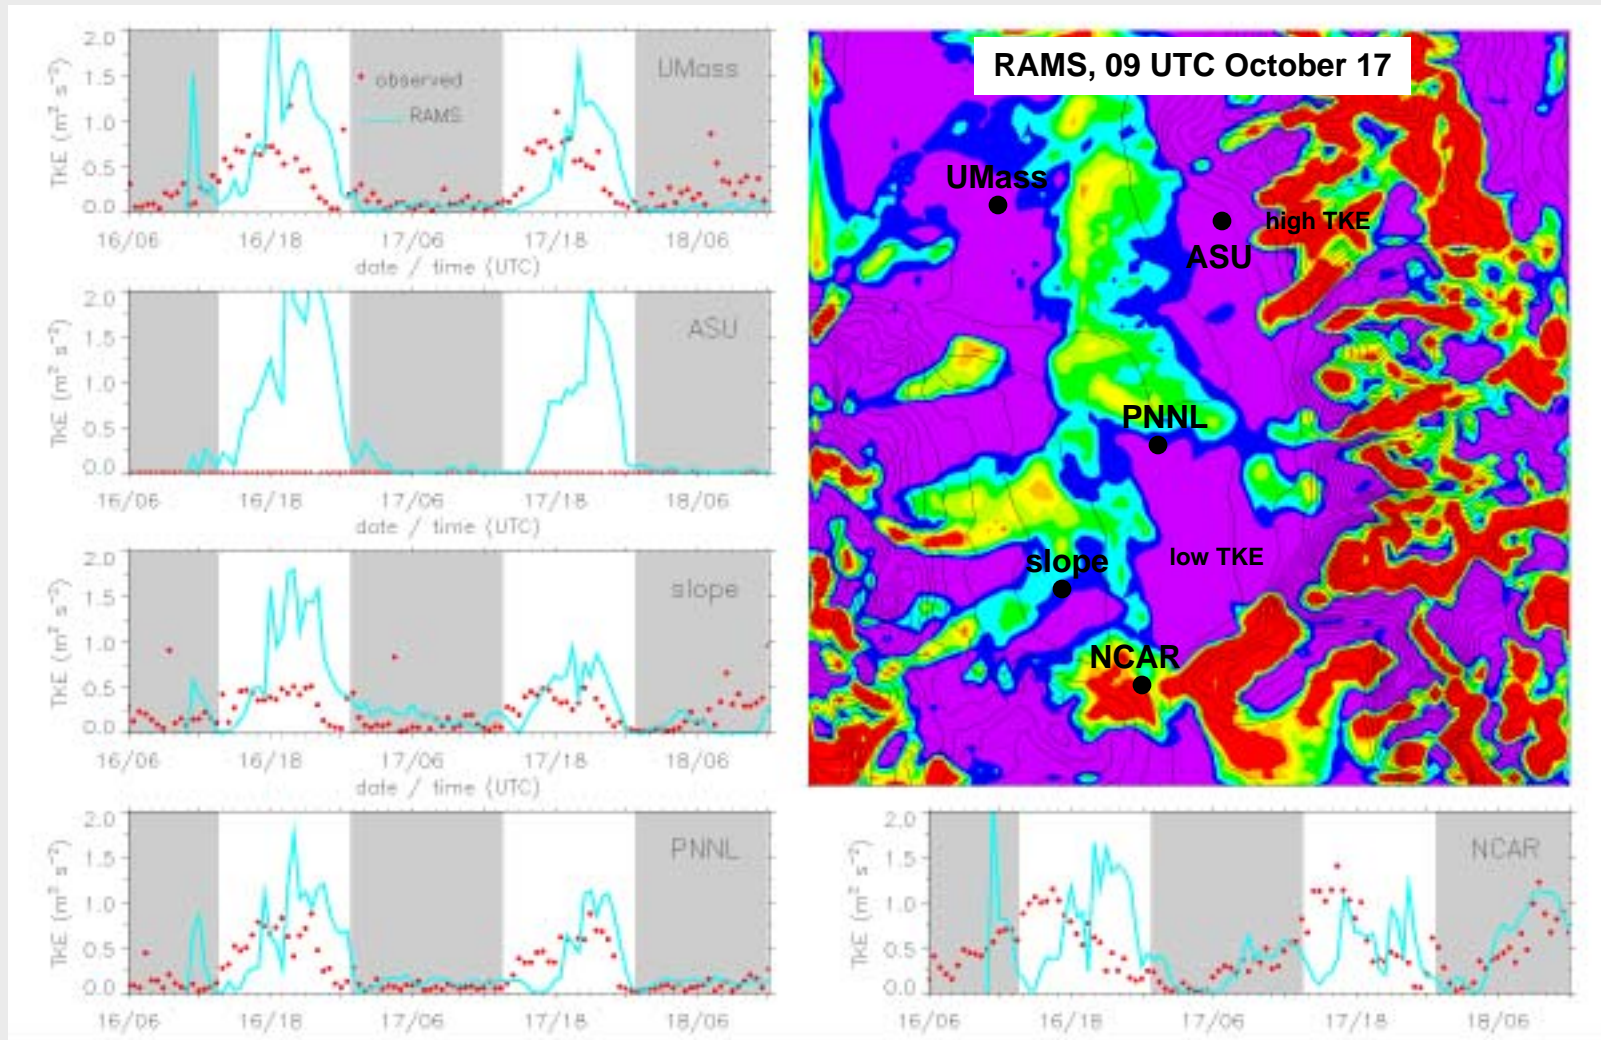 2.0
1.5
1.0
0.5
0.0
TKE (m² s⁻²)
observed
RAMS
UMass
16/06 16/18 17/06 17/18 18/06
date / time (UTC)
2.0
1.5
1.0
0.5
0.0
TKE (m² s⁻²)
ASU
16/06 16/18 17/06 17/18 18/06
date / time (UTC)
2.0
1.5
1.0
0.5
0.0
TKE (m² s⁻²)
slope
16/06 16/18 17/06 17/18 18/06
date / time (UTC)
2.0
1.5
1.0
0.5
0.0
TKE (m² s⁻²)
PNNL
16/06 16/18 17/06 17/18 18/06
RAMS, 09 UTC October 17
UMass
high TKE
ASU
PNNL
low TKE
slope
NCAR
2.0
1.5
1.0
0.5
0.0
TKE (m² s⁻²)
NCAR
16/06 16/18 17/06 17/18 18/06